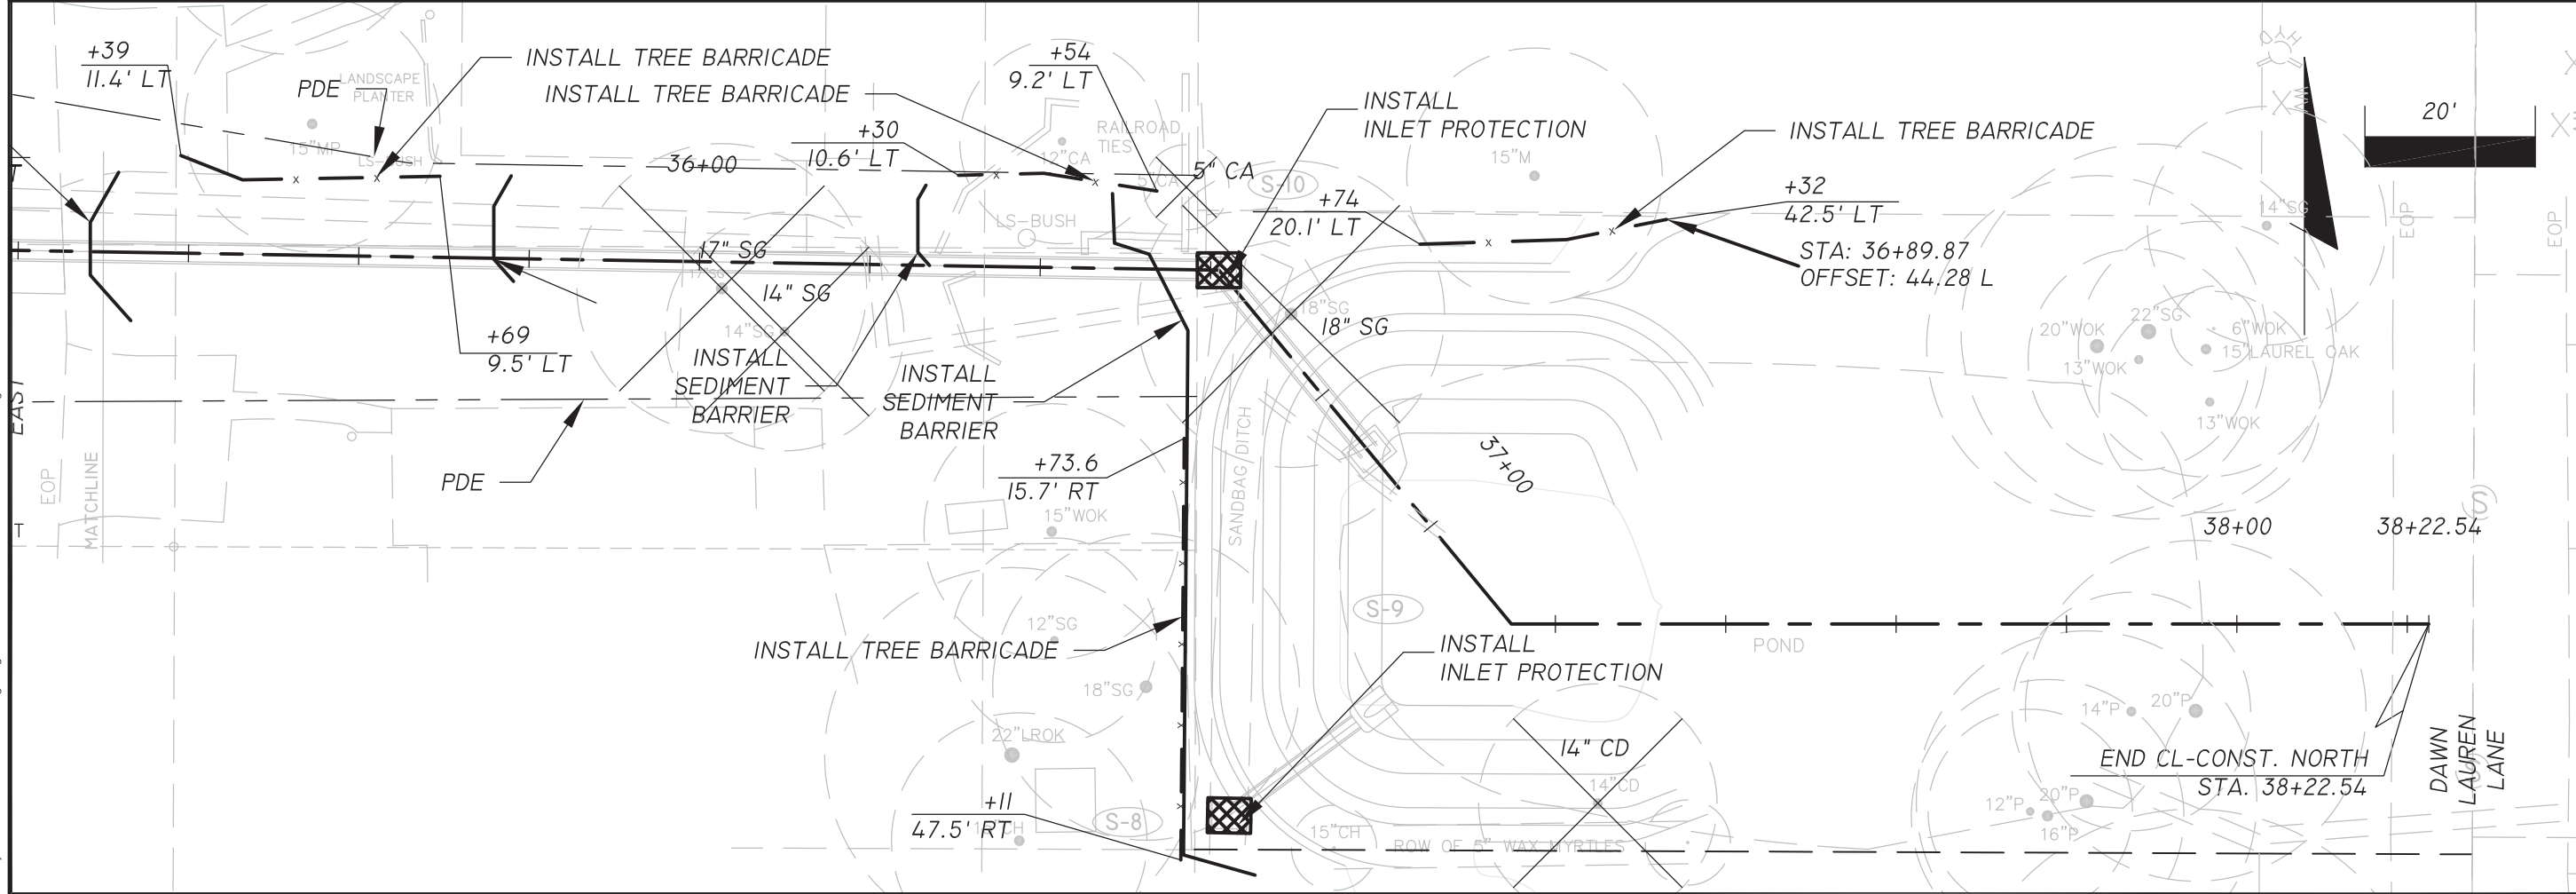 +39
11.4' LT
PDE
LANDSCAPE
PLANTER
15"MP
LS-BUSH
INSTALL TREE BARRICADE
INSTALL TREE BARRICADE
+54
9.2' LT
+30
10.6' LT
36+00
RAILROAD
TIES
12"CA
5"CA
5" CA
LS-BUSH
INSTALL
INLET PROTECTION
S-10
15"M
INSTALL TREE BARRICADE
+74
20.1' LT
+32
42.5' LT
STA: 36+89.87
OFFSET: 44.28 L
20'
14"SG
EOP
EOP
17" SG
17"SG
14" SG
14"SG
18"SG
18" SG
+69
9.5' LT
INSTALL
SEDIMENT
BARRIER
INSTALL
SEDIMENT
BARRIER
22"SG
20"WOK
6"WOK
13"WOK
15"LAUREL OAK
13"WOK
EAST
EOP
MATCHLINE
T
PDE
+73.6
15.7' RT
SANDBAG/DITCH
37+00
15"WOK
38+00
38+22.54
S
12"SG
S-9
INSTALL TREE BARRICADE
INSTALL
INLET PROTECTION
POND
18"SG
22"LROK
14"P
20"P
14" CD
14"CD
END CL-CONST. NORTH
STA. 38+22.54
DAWN
LAUREN
LANE
S
+11
47.5' RT
S-8
15"CH
ROW OF 5" WAX MYRTLES
12"P
20"P
16"P